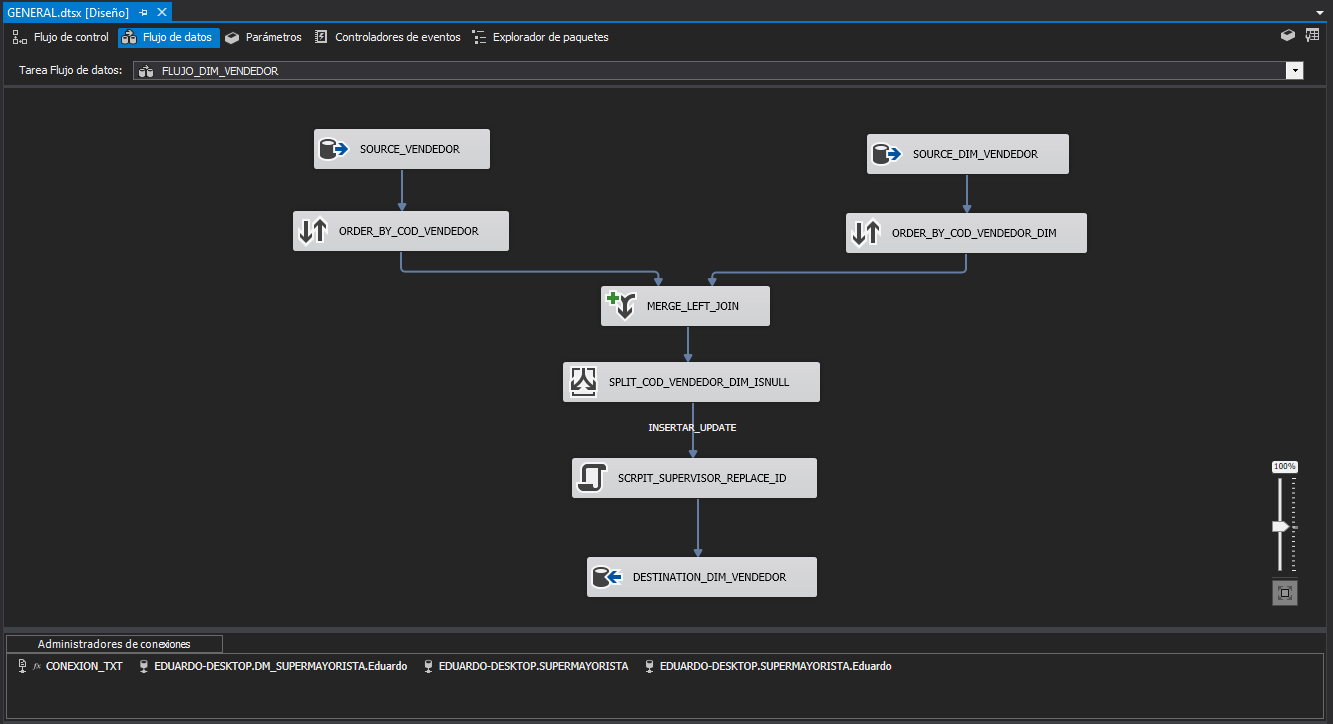 GENERAL.dtsx [Diseño]
Flujo de control Flujo de datos Parámetros Controladores de eventos Explorador de paquetes
Tarea Flujo de datos: FLUJO_DIM_VENDEDOR
SOURCE_VENDEDOR
SOURCE_DIM_VENDEDOR
ORDER_BY_COD_VENDEDOR
ORDER_BY_COD_VENDEDOR_DIM
MERGE_LEFT_JOIN
SPLIT_COD_VENDEDOR_DIM_ISNULL
INSERTAR_UPDATE
SCRPIT_SUPERVISOR_REPLACE_ID
100%
DESTINATION_DIM_VENDEDOR
Administradores de conexiones
fx CONEXION_TXT EDUARDO-DESKTOP.DM_SUPERMAYORISTA.Eduardo EDUARDO-DESKTOP.SUPERMAYORISTA EDUARDO-DESKTOP.SUPERMAYORISTA.Eduardo